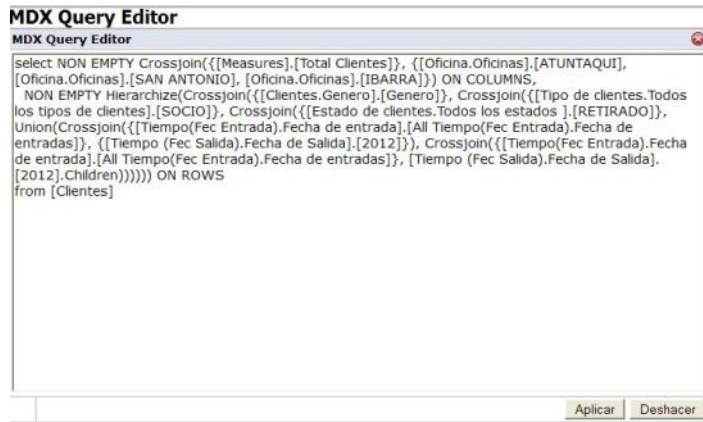 MDX Query Editor
MDX Query Editor
select NON EMPTY Crossjoin({[Measures].[Total Clientes]}, {[Oficina.Oficinas].[ATUNTAQUI],
[Oficina.Oficinas].[SAN ANTONIO], [Oficina.Oficinas].[IBARRA]}) ON COLUMNS,
NON EMPTY Hierarchize(Crossjoin({[Clientes.Genero].[Genero]}, Crossjoin({[Tipo de clientes.Todos
los tipos de clientes].[SOCIO]}, Crossjoin({[Estado de clientes.Todos los estados ].[RETIRADO]},
Union(Crossjoin({[Tiempo(Fec Entrada).Fecha de entrada].[All Tiempo(Fec Entrada).Fecha de
entradas]}, {[Tiempo (Fec Salida).Fecha de Salida].[2012]}), Crossjoin({[Tiempo(Fec Entrada).Fecha
de entrada].[All Tiempo(Fec Entrada).Fecha de entradas]}, [Tiempo (Fec Salida).Fecha de Salida].
[2012].Children)))))) ON ROWS
from [Clientes]
Aplicar Deshacer